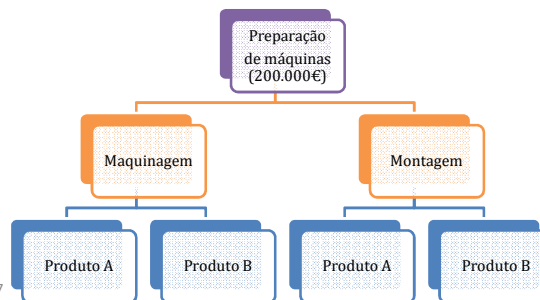 Preparação
de máquinas
(200.000€)
Maquinagem
Montagem
Produto A
Produto B
Produto A
Produto B